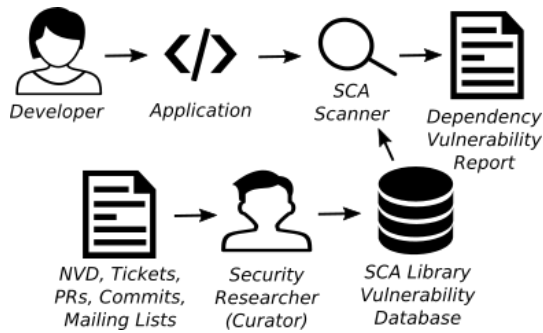 Developer
Application
SCA
Scanner
Dependency
Vulnerability
Report
NVD, Tickets,
PRs, Commits,
Mailing Lists
Security
Researcher
(Curator)
SCA Library
Vulnerability
Database